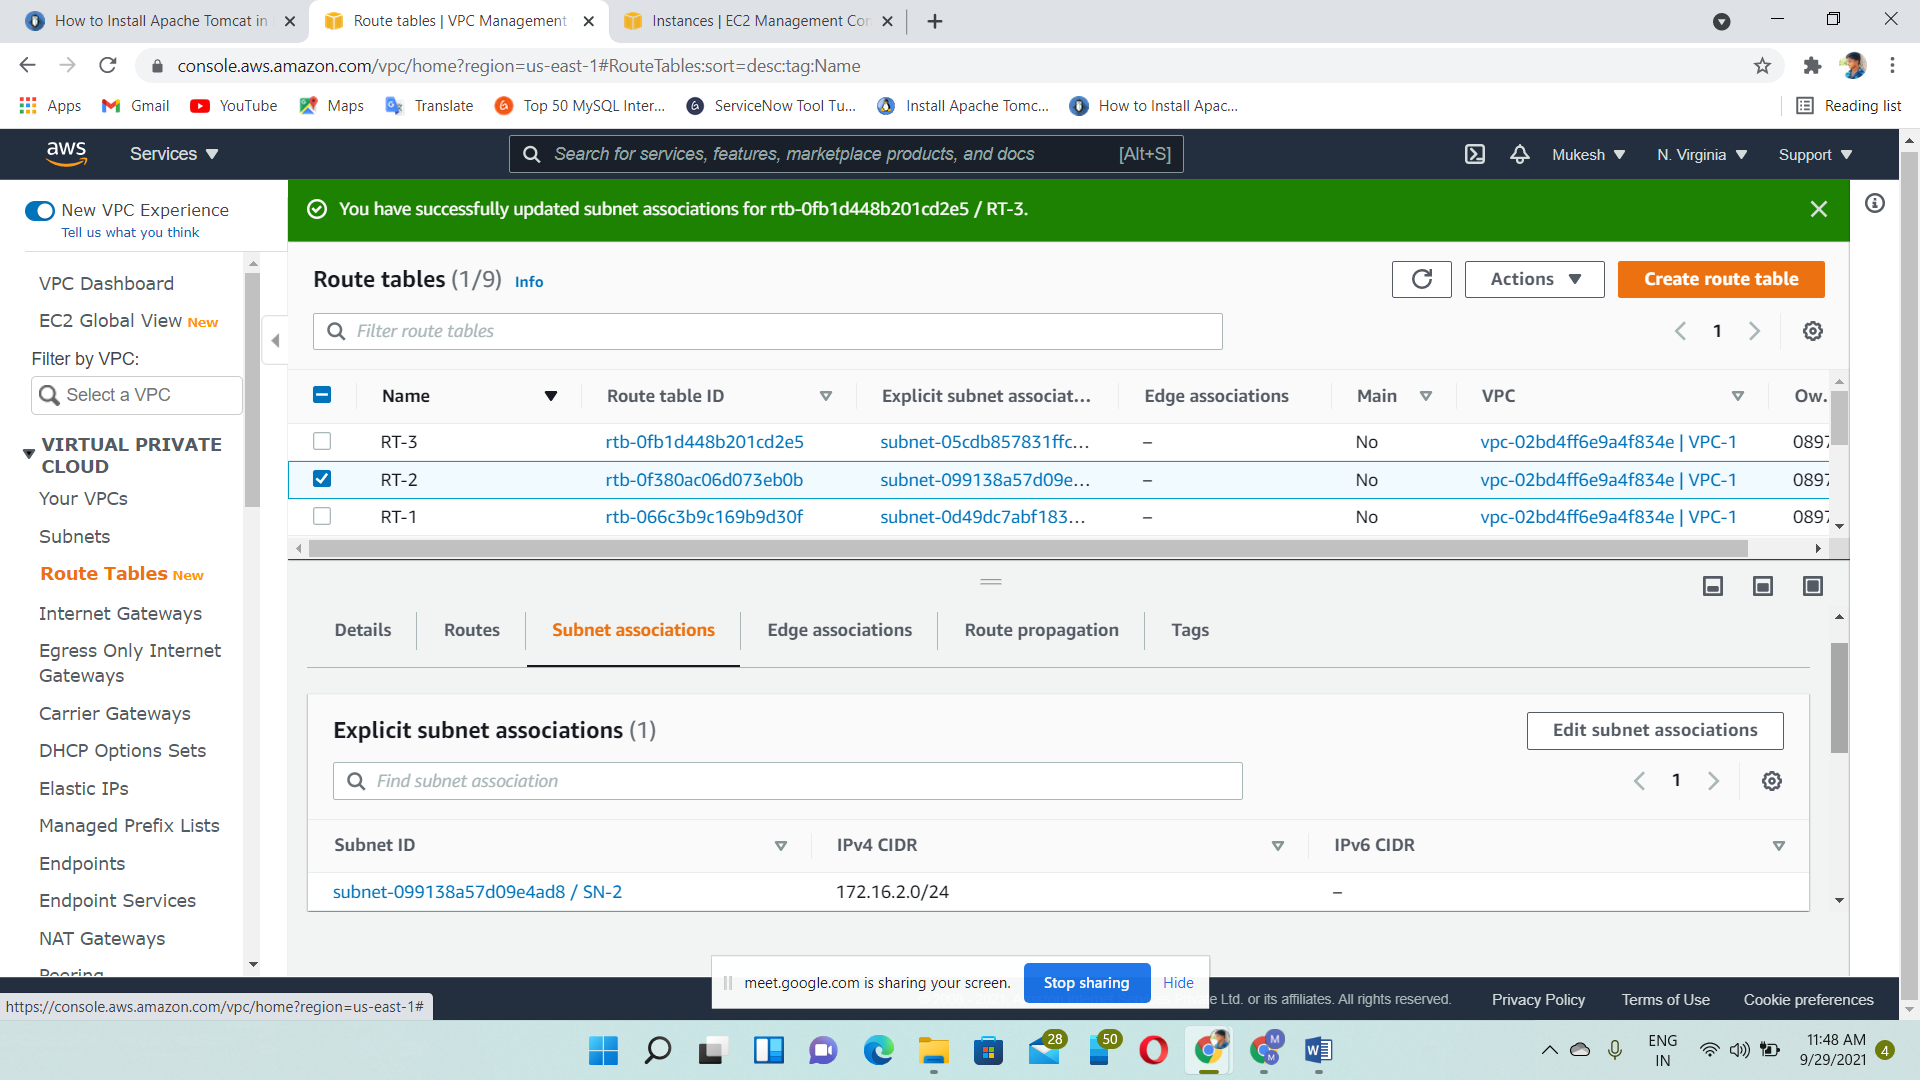 How to Install Apache Tomcat in
Route tables | VPC Management
Instances | EC2 Management Con
console.aws.amazon.com/vpc/home?region=us-east-1#RouteTables:sort=desc:tag:Name
Apps
Gmail
YouTube
Maps
Translate
Top 50 MySQL Inter...
ServiceNow Tool Tu...
Install Apache Tomc...
How to Install Apac...
Reading list
aws
Services
Search for services, features, marketplace products, and docs
[Alt+S]
Mukesh
N. Virginia
Support
New VPC Experience
Tell us what you think
VPC Dashboard
EC2 Global View New
Filter by VPC:
Select a VPC
VIRTUAL PRIVATE
CLOUD
Your VPCs
Subnets
Route Tables New
Internet Gateways
Egress Only Internet
Gateways
Carrier Gateways
DHCP Options Sets
Elastic IPs
Managed Prefix Lists
Endpoints
Endpoint Services
NAT Gateways
Peering
You have successfully updated subnet associations for rtb-0fb1d448b201cd2e5 / RT-3.
Route tables (1/9) Info
Actions
Create route table
Filter route tables
1
Name Route table ID Explicit subnet associat... Edge associations Main VPC Ow.
RT-3 rtb-0fb1d448b201cd2e5 subnet-05cdb857831ffc... – No vpc-02bd4ff6e9a4f834e | VPC-1 0897
RT-2 rtb-0f380ac06d073eb0b subnet-099138a57d09e... – No vpc-02bd4ff6e9a4f834e | VPC-1 0897
RT-1 rtb-066c3b9c169b9d30f subnet-0d49dc7abf183... – No vpc-02bd4ff6e9a4f834e | VPC-1 0897
Details
Routes
Subnet associations
Edge associations
Route propagation
Tags
Explicit subnet associations (1)
Edit subnet associations
Find subnet association
1
Subnet ID IPv4 CIDR IPv6 CIDR
subnet-099138a57d09e4ad8 / SN-2 172.16.2.0/24 –
meet.google.com is sharing your screen.
Stop sharing
Hide
e Ltd. or its affiliates. All rights reserved.
Privacy Policy
Terms of Use
Cookie preferences
https://console.aws.amazon.com/vpc/home?region=us-east-1#
28
50
M
M
ENG
IN
11:48 AM
9/29/2021
4